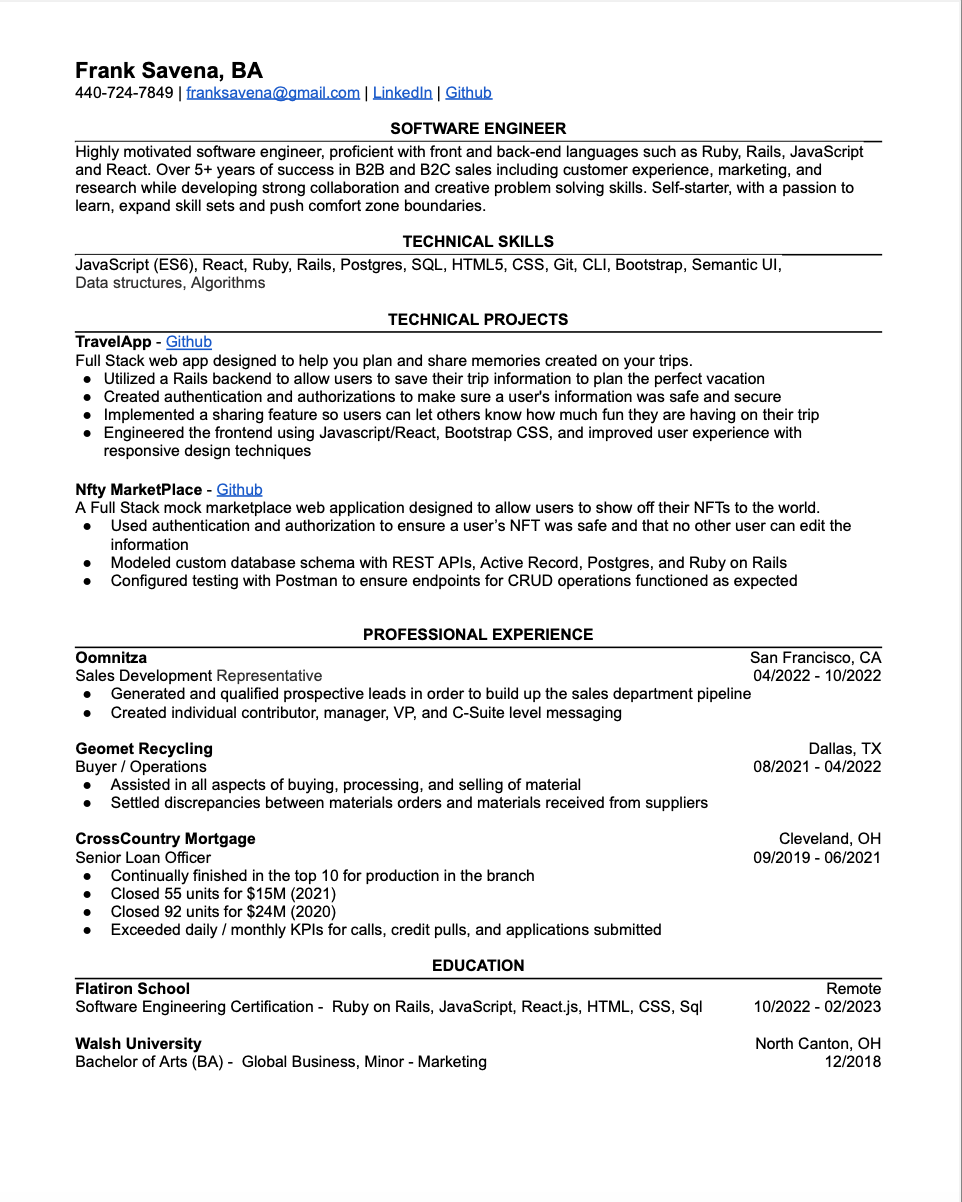 Frank Savena, BA
440-724-7849 | franksavena@gmail.com | LinkedIn | Github
SOFTWARE ENGINEER
Highly motivated software engineer, proficient with front and back-end languages such as Ruby, Rails, JavaScript
and React. Over 5+ years of success in B2B and B2C sales including customer experience, marketing, and
research while developing strong collaboration and creative problem solving skills. Self-starter, with a passion to
learn, expand skill sets and push comfort zone boundaries.
TECHNICAL SKILLS
JavaScript (ES6), React, Ruby, Rails, Postgres, SQL, HTML5, CSS, Git, CLI, Bootstrap, Semantic UI,
Data structures, Algorithms
TECHNICAL PROJECTS
TravelApp - Github
Full Stack web app designed to help you plan and share memories created on your trips.
● Utilized a Rails backend to allow users to save their trip information to plan the perfect vacation
● Created authentication and authorizations to make sure a user's information was safe and secure
● Implemented a sharing feature so users can let others know how much fun they are having on their trip
● Engineered the frontend using Javascript/React, Bootstrap CSS, and improved user experience with
responsive design techniques
Nfty MarketPlace - Github
A Full Stack mock marketplace web application designed to allow users to show off their NFTs to the world.
● Used authentication and authorization to ensure a user’s NFT was safe and that no other user can edit the
information
● Modeled custom database schema with REST APIs, Active Record, Postgres, and Ruby on Rails
● Configured testing with Postman to ensure endpoints for CRUD operations functioned as expected
PROFESSIONAL EXPERIENCE
Oomnitza San Francisco, CA
Sales Development Representative 04/2022 - 10/2022
● Generated and qualified prospective leads in order to build up the sales department pipeline
● Created individual contributor, manager, VP, and C-Suite level messaging
Geomet Recycling Dallas, TX
Buyer / Operations 08/2021 - 04/2022
● Assisted in all aspects of buying, processing, and selling of material
● Settled discrepancies between materials orders and materials received from suppliers
CrossCountry Mortgage Cleveland, OH
Senior Loan Officer 09/2019 - 06/2021
● Continually finished in the top 10 for production in the branch
● Closed 55 units for $15M (2021)
● Closed 92 units for $24M (2020)
● Exceeded daily / monthly KPIs for calls, credit pulls, and applications submitted
EDUCATION
Flatiron School Remote
Software Engineering Certification - Ruby on Rails, JavaScript, React.js, HTML, CSS, Sql 10/2022 - 02/2023
Walsh University North Canton, OH
Bachelor of Arts (BA) - Global Business, Minor - Marketing 12/2018